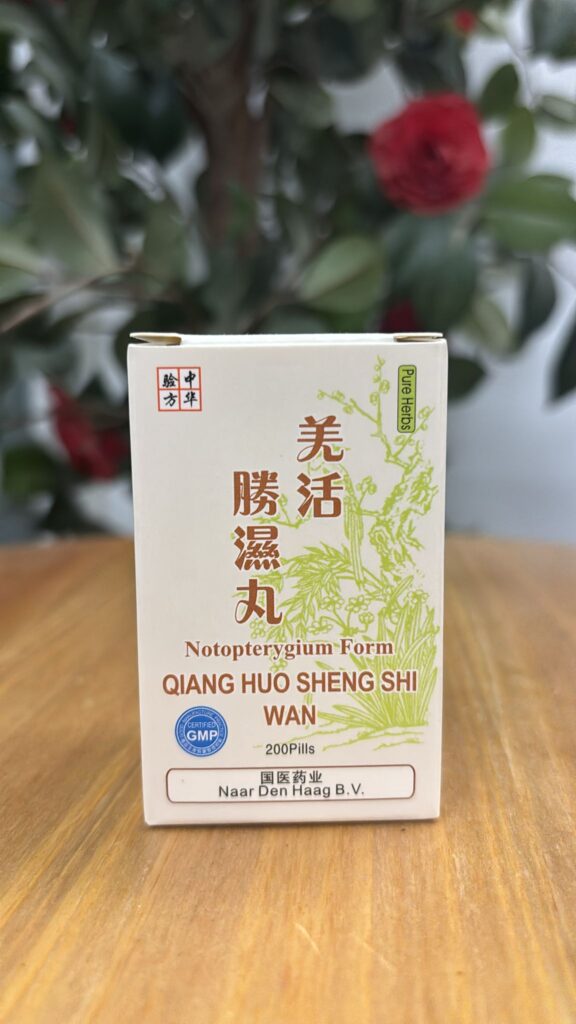 中华
验方
Pure Herbs
羌活
勝濕丸
Notopterygium Form
QIANG HUO SHENG SHI
WAN
CERTIFIED
GMP
200Pills
国医药业
Naar Den Haag B.V.